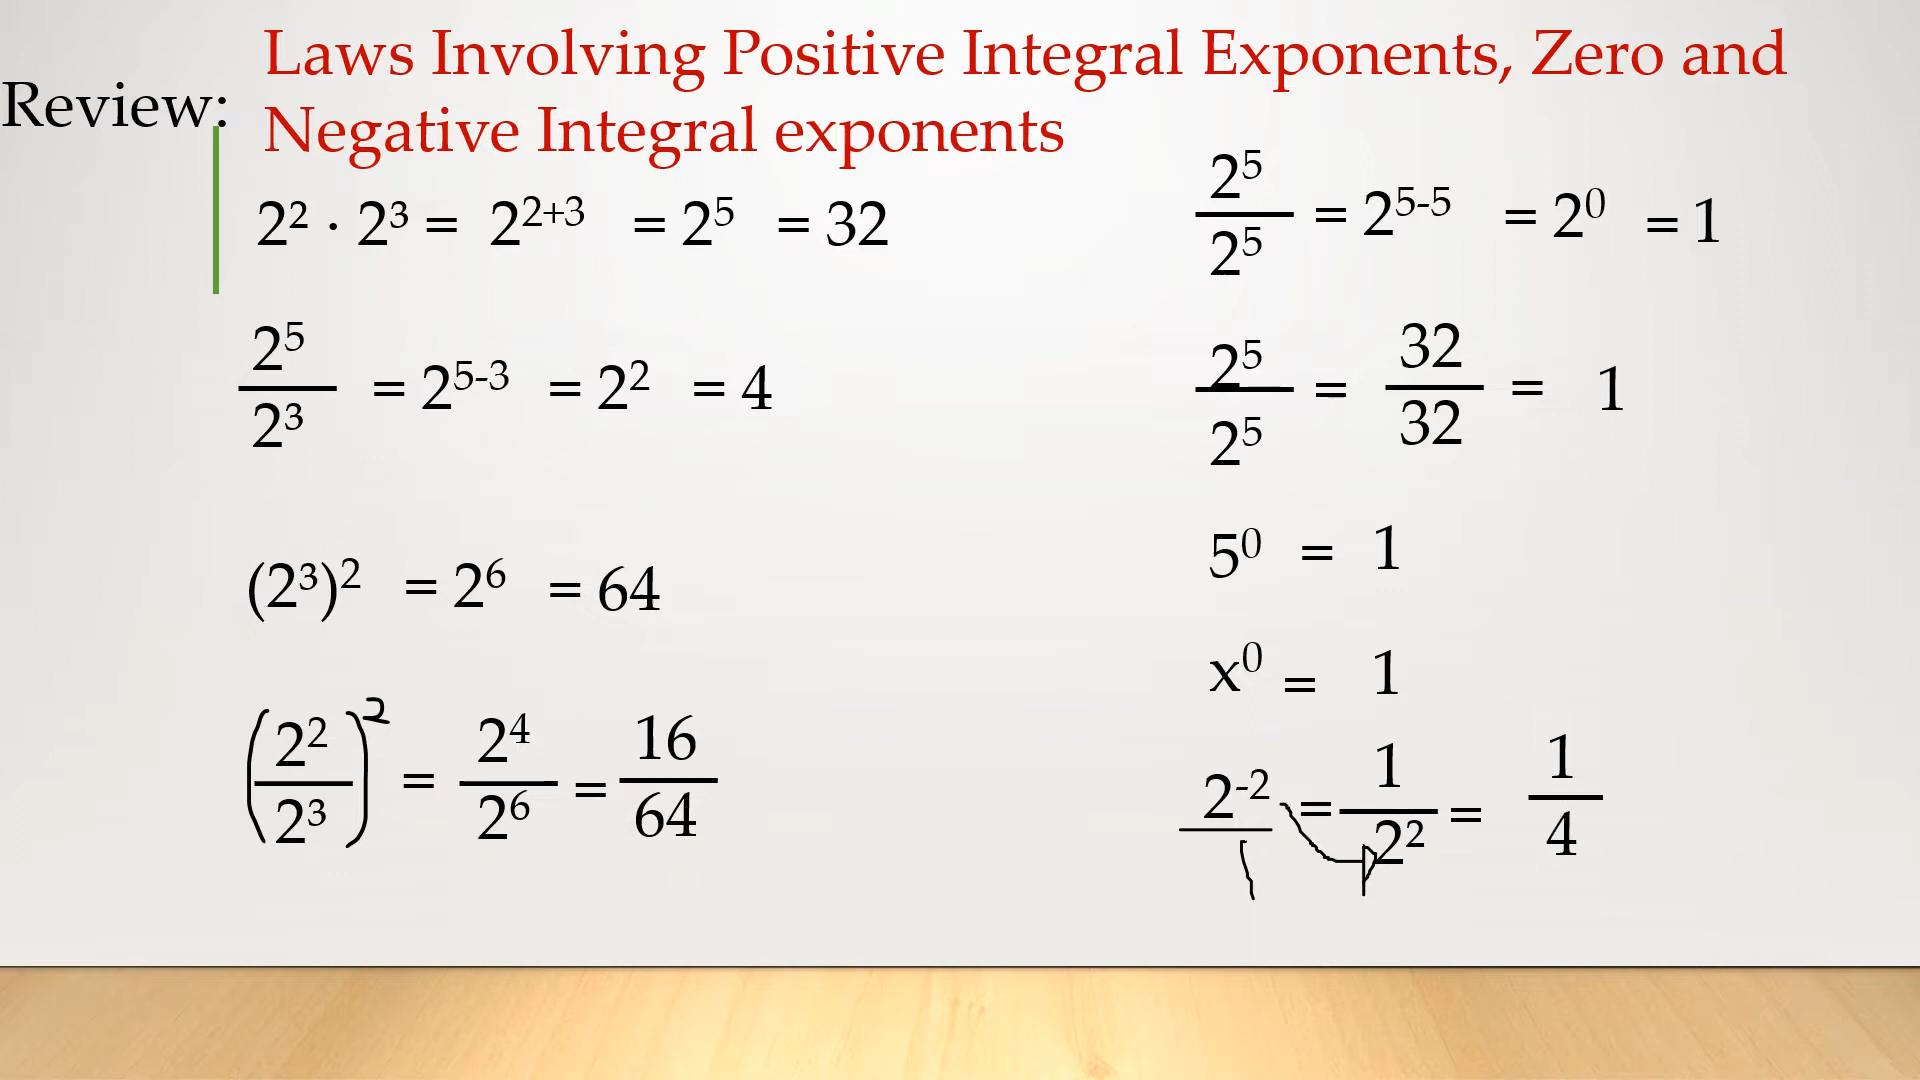 Review:
Laws Involving Positive Integral Exponents, Zero and
Negative Integral exponents
2² · 2³ = 2²⁺³ = 2⁵ = 32
2⁵/2³ = 2⁵⁻³ = 2² = 4
(2³)² = 2⁶ = 64
(2²/2³)² = 2⁴/2⁶ = 16/64
2⁵/2⁵ = 2⁵⁻⁵ = 2⁰ = 1
2⁵/2⁵ = 32/32 = 1
5⁰ = 1
x⁰ = 1
2⁻²/1 = 1/2² = 1/4